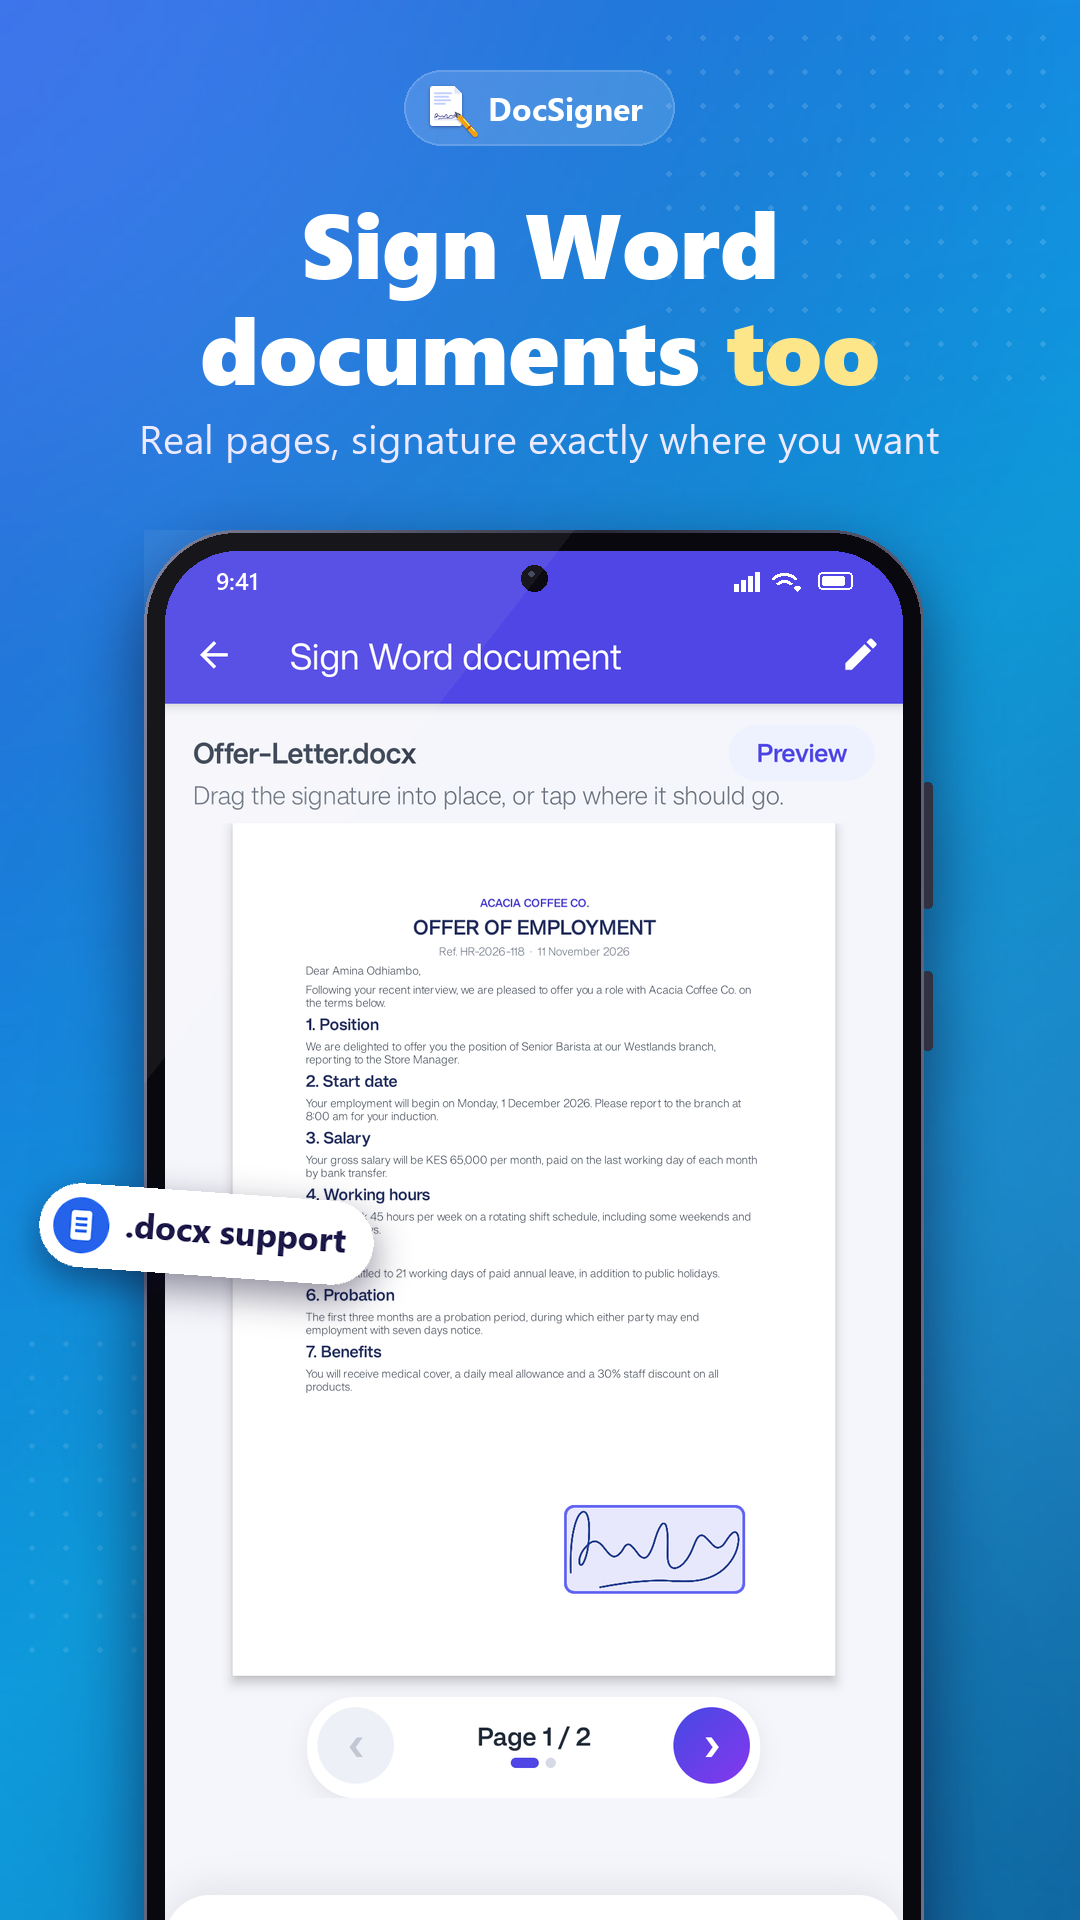 DocSigner
Sign Word
documents too
Real pages, signature exactly where you want
9:41
Sign Word document
Offer-Letter.docx
Preview
Drag the signature into place, or tap where it should go.
ACACIA COFFEE CO.
OFFER OF EMPLOYMENT
Ref. HR-2026-118 · 11 November 2026
Dear Amina Odhiambo,
Following your recent interview, we are pleased to offer you a role with Acacia Coffee Co. on
the terms below.
1. Position
We are delighted to offer you the position of Senior Barista at our Westlands branch,
reporting to the Store Manager.
2. Start date
Your employment will begin on Monday, 1 December 2026. Please report to the branch at
8:00 am for your induction.
3. Salary
Your gross salary will be KES 65,000 per month, paid on the last working day of each month
by bank transfer.
4. Working hours
45 hours per week on a rotating shift schedule, including some weekends and
.docx support
to 21 working days of paid annual leave, in addition to public holidays.
6. Probation
The first three months are a probation period, during which either party may end
employment with seven days notice.
7. Benefits
You will receive medical cover, a daily meal allowance and a 30% staff discount on all
products.
Page 1 / 2